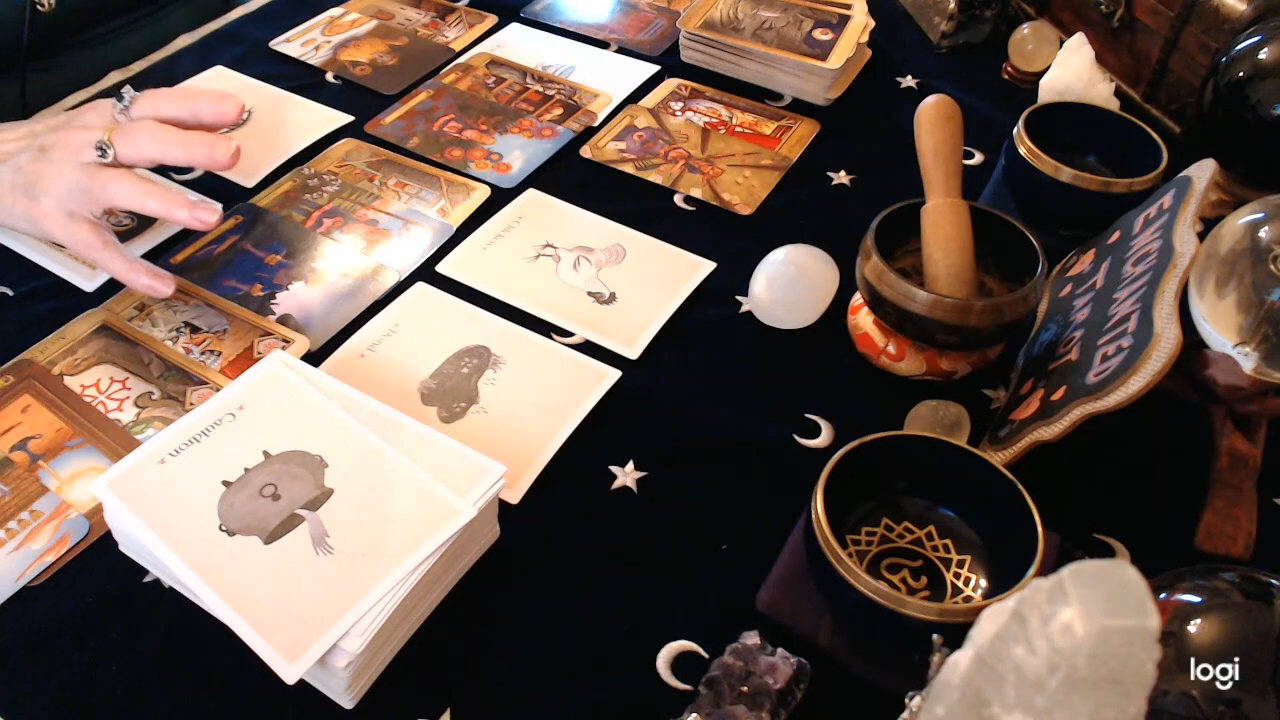 Chicken
Pond
* Cauldron *
ENCHANTED
TAROT
logi